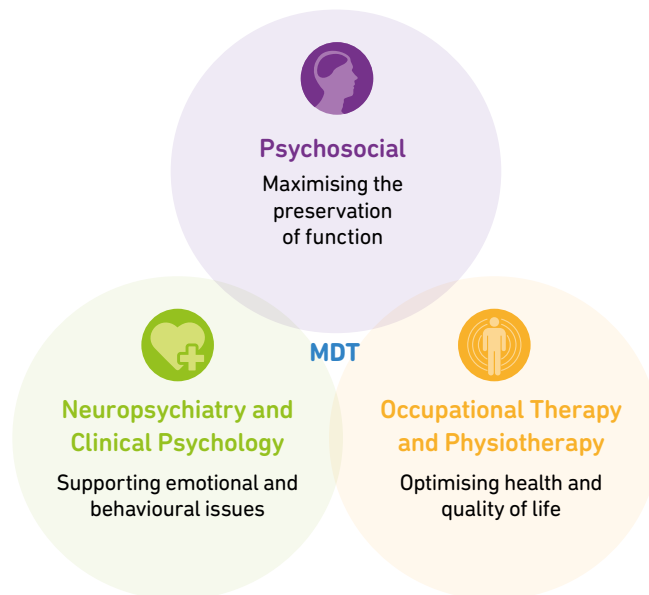 Psychosocial
Maximising the
preservation
of function
MDT
Neuropsychiatry and
Clinical Psychology
Supporting emotional and
behavioural issues
Occupational Therapy
and Physiotherapy
Optimising health and
quality of life